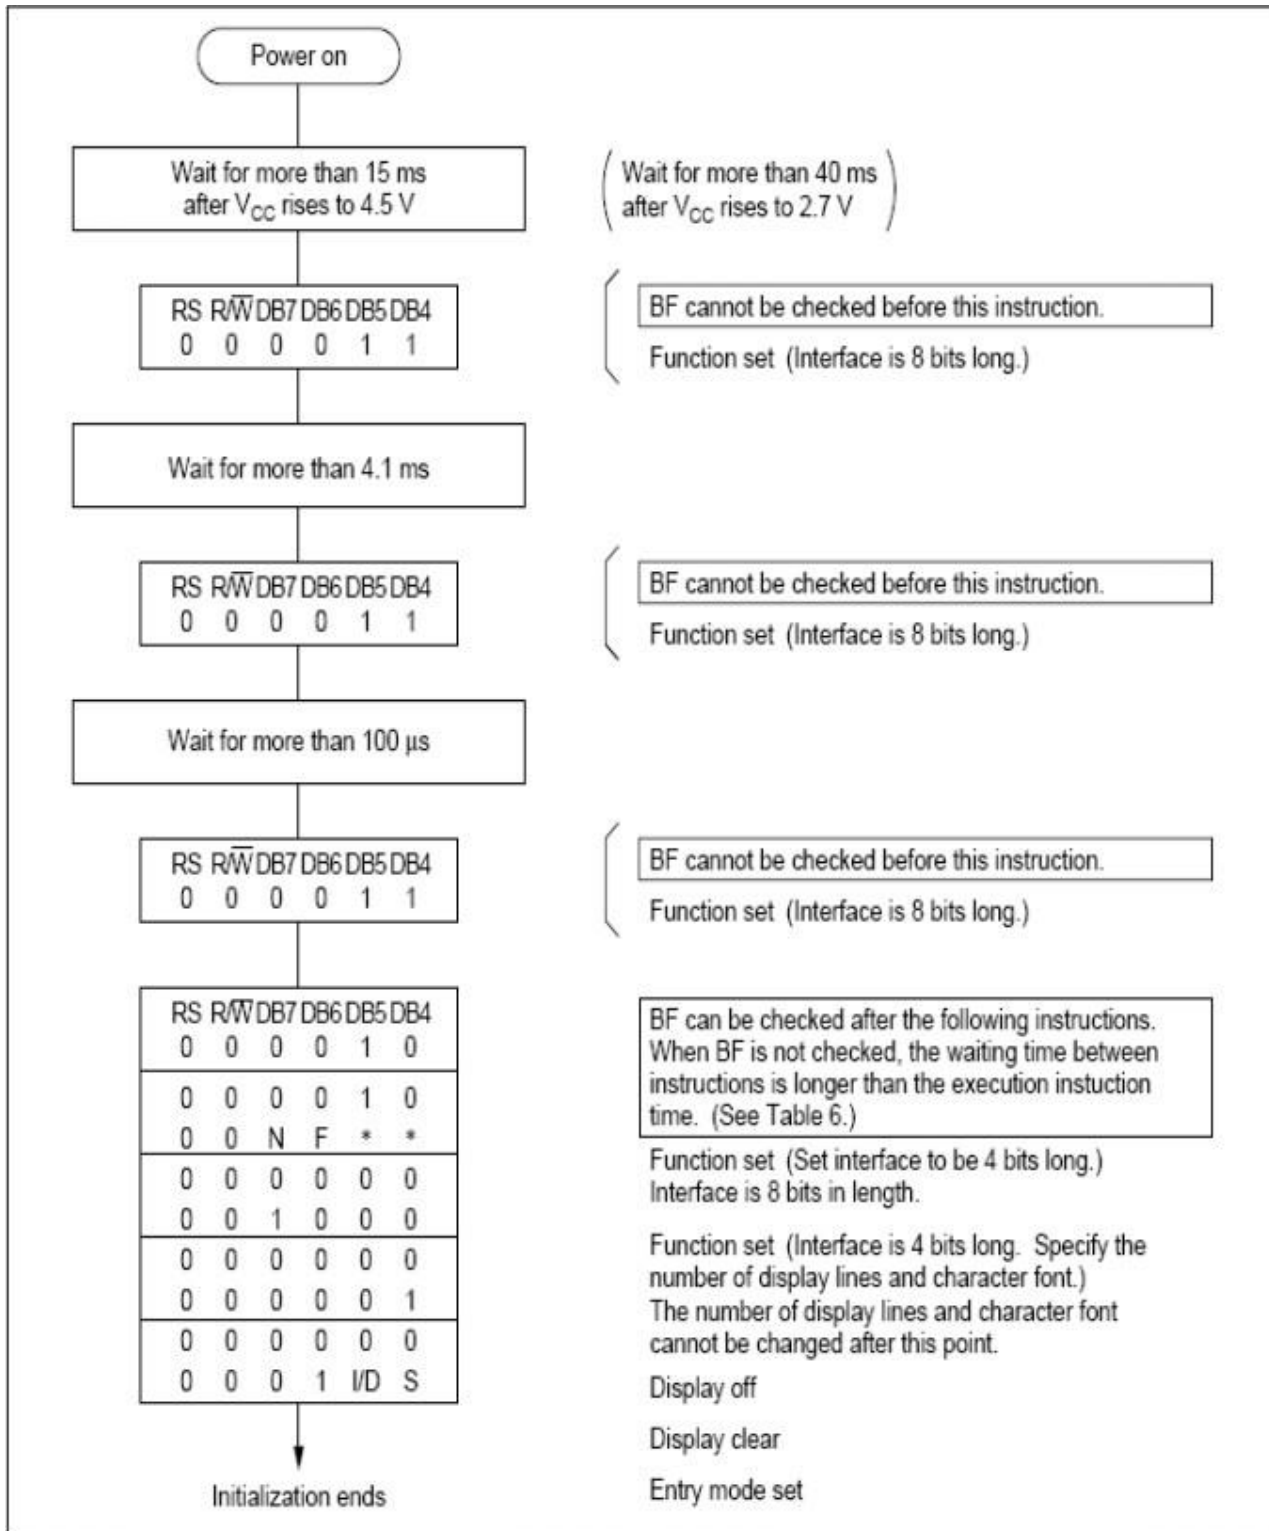 Power on
Wait for more than 15 ms
after VCC rises to 4.5 V
Wait for more than 40 ms
after VCC rises to 2.7 V
RS R/W̅ DB7 DB6 DB5 DB4
0 0 0 0 1 1
BF cannot be checked before this instruction.
Function set (Interface is 8 bits long.)
Wait for more than 4.1 ms
RS R/W̅ DB7 DB6 DB5 DB4
0 0 0 0 1 1
BF cannot be checked before this instruction.
Function set (Interface is 8 bits long.)
Wait for more than 100 µs
RS R/W̅ DB7 DB6 DB5 DB4
0 0 0 0 1 1
BF cannot be checked before this instruction.
Function set (Interface is 8 bits long.)
RS R/W̅ DB7 DB6 DB5 DB4
0 0 0 0 1 0
0 0 0 0 1 0
0 0 N F * *
0 0 0 0 0 0
0 0 1 0 0 0
0 0 0 0 0 0
0 0 0 0 0 1
0 0 0 0 0 0
0 0 0 1 I/D S
BF can be checked after the following instructions.
When BF is not checked, the waiting time between
instructions is longer than the execution instuction
time. (See Table 6.)
Function set (Set interface to be 4 bits long.)
Interface is 8 bits in length.
Function set (Interface is 4 bits long. Specify the
number of display lines and character font.)
The number of display lines and character font
cannot be changed after this point.
Display off
Display clear
Entry mode set
Initialization ends